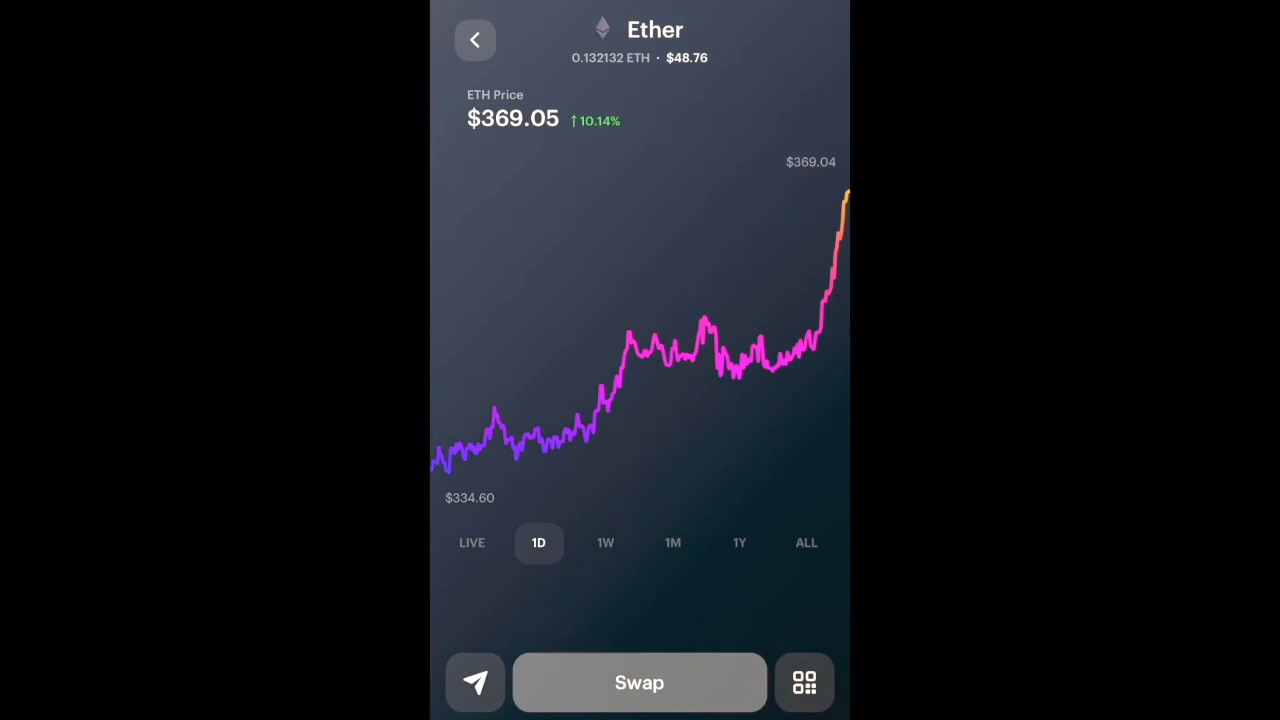 Ether
0.132132 ETH · $48.76
ETH Price
$369.05 ↑10.14%
$369.04
$334.60
LIVE 1D 1W 1M 1Y ALL
Swap